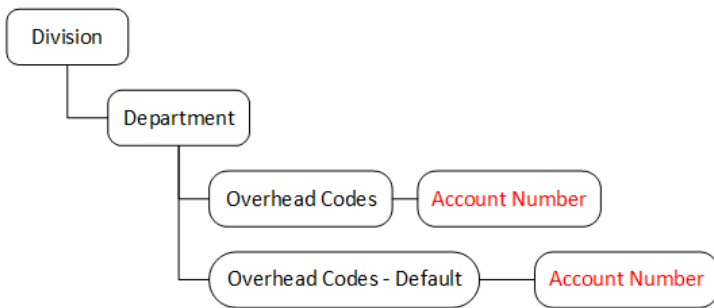 Division
Department
Overhead Codes
Account Number
Overhead Codes - Default
Account Number